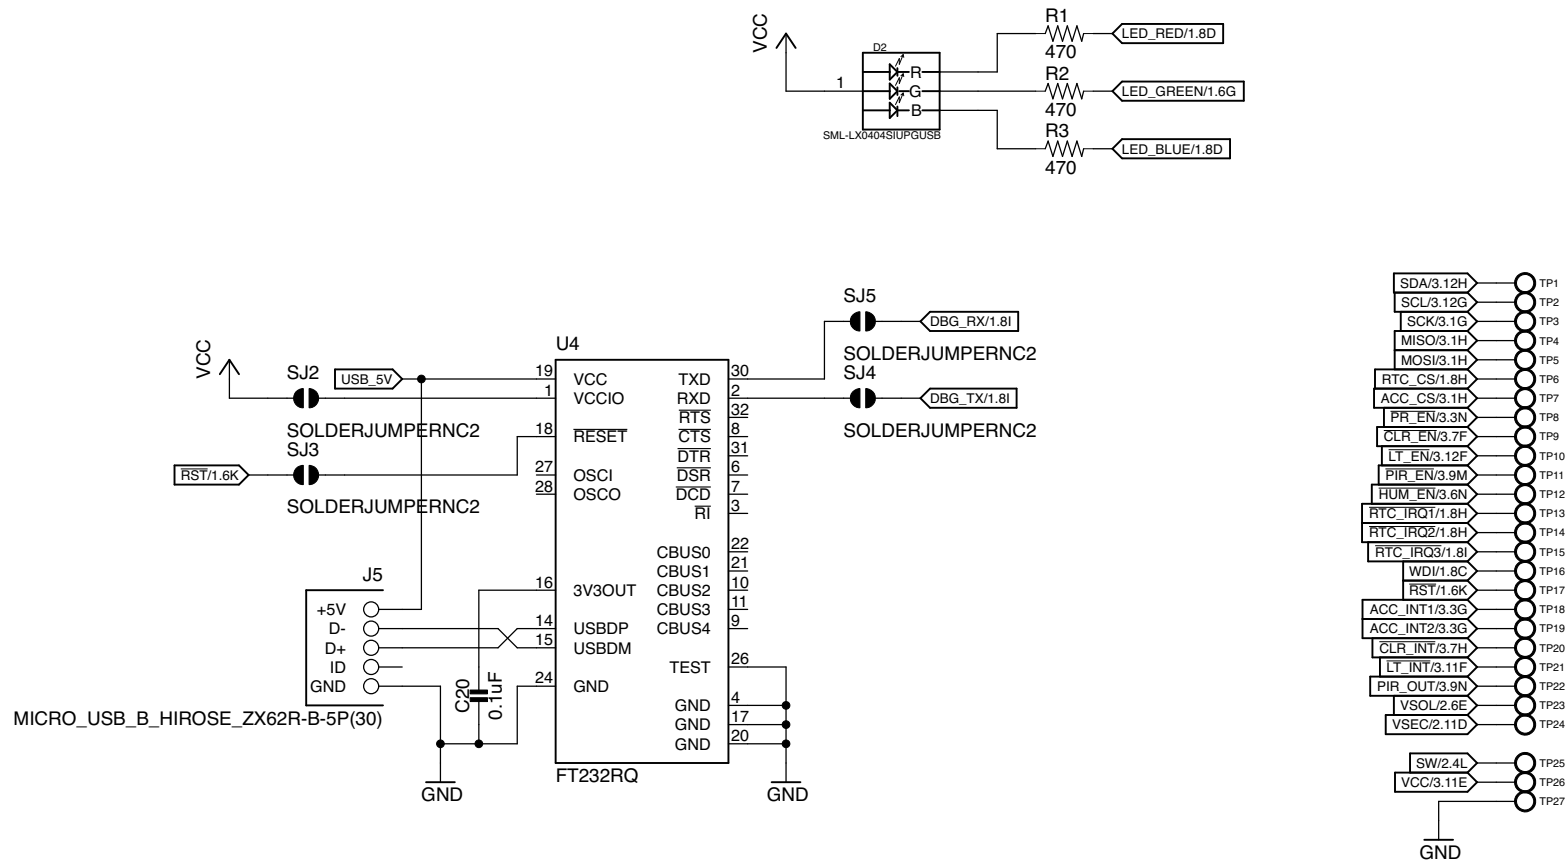 VCC
1
D2
R
G
B
SML-LX0404SIUPGUSB
R1
470
LED_RED/1.8D
R2
470
LED_GREEN/1.6G
R3
470
LED_BLUE/1.8D
VCC
SJ2
SOLDERJUMPERNC2
USB_5V
SJ3
SOLDERJUMPERNC2
RST/1.6K
J5
+5V
D-
D+
ID
GND
MICRO_USB_B_HIROSE_ZX62R-B-5P(30)
C20
0.1uF
GND
U4
19 VCC
1 VCCIO
18 RESET
27 OSCI
28 OSCO
16 3V3OUT
14 USBDP
15 USBDM
24 GND
TXD 30
RXD 2
RTS 32
CTS 8
DTR 31
DSR 6
DCD 7
RI 3
CBUS0 22
CBUS1 21
CBUS2 10
CBUS3 11
CBUS4 9
TEST 26
GND 4
GND 17
GND 20
FT232RQ
GND
SJ5
DBG_RX/1.8I
SOLDERJUMPERNC2
SJ4
DBG_TX/1.8I
SOLDERJUMPERNC2
SDA/3.12H TP1
SCL/3.12G TP2
SCK/3.1G TP3
MISO/3.1H TP4
MOSI/3.1H TP5
RTC_CS/1.8H TP6
ACC_CS/3.1H TP7
PR_EN/3.3N TP8
CLR_EN/3.7F TP9
LT_EN/3.12F TP10
PIR_EN/3.9M TP11
HUM_EN/3.6N TP12
RTC_IRQ1/1.8H TP13
RTC_IRQ2/1.8H TP14
RTC_IRQ3/1.8I TP15
WDI/1.8C TP16
RST/1.6K TP17
ACC_INT1/3.3G TP18
ACC_INT2/3.3G TP19
CLR_INT/3.7H TP20
LT_INT/3.11F TP21
PIR_OUT/3.9N TP22
VSOL/2.6E TP23
VSEC/2.11D TP24
SW/2.4L TP25
VCC/3.11E TP26
TP27
GND